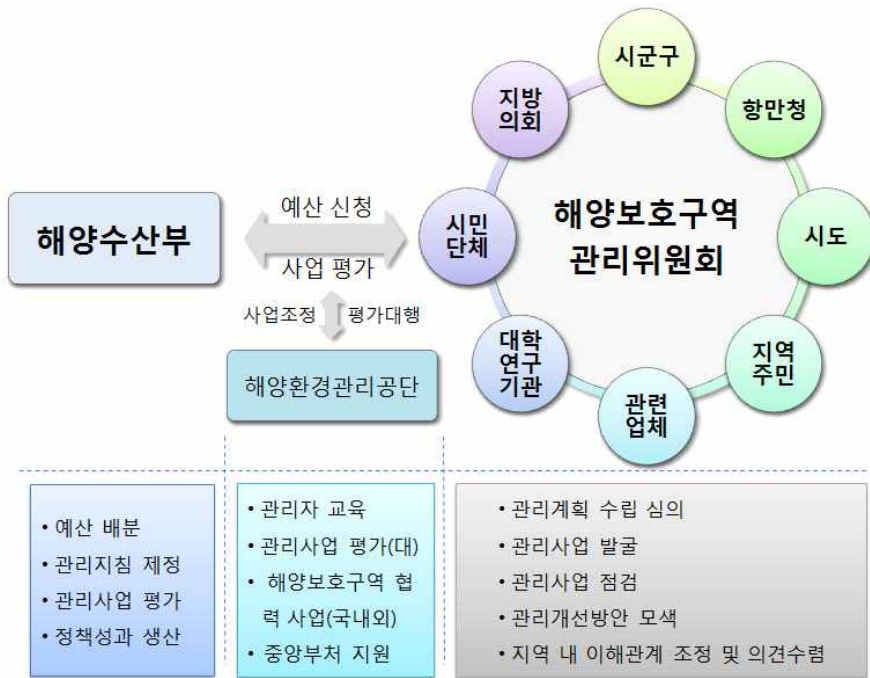 시군구
지방
의회
항만청
해양수산부
예산 신청
사업 평가
시민
단체
해양보호구역
관리위원회
시도
사업조정
평가대행
해양환경관리공단
대학
연구
기관
지역
주민
관련
업체
• 예산 배분
• 관리지침 제정
• 관리사업 평가
• 정책성과 생산
• 관리자 교육
• 관리사업 평가(대)
• 해양보호구역 협
력 사업(국내외)
• 중앙부처 지원
• 관리계획 수립 심의
• 관리사업 발굴
• 관리사업 점검
• 관리개선방안 모색
• 지역 내 이해관계 조정 및 의견수렴